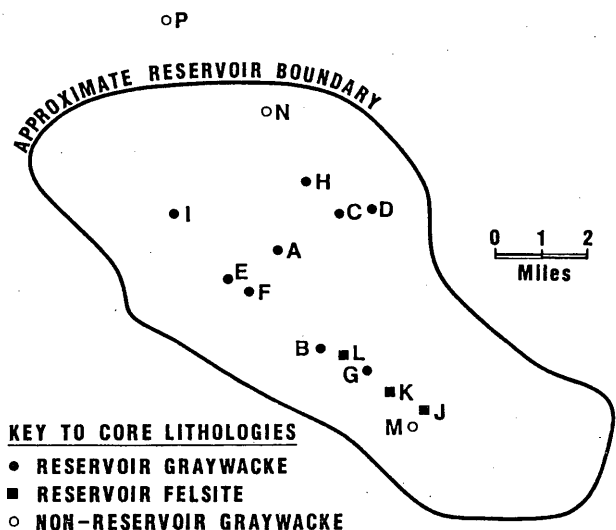 P
APPROXIMATE RESERVOIR BOUNDARY
N
H
I
C
D
A
0 1 2
Miles
E
F
B
L
G
K
J
M
KEY TO CORE LITHOLOGIES
RESERVOIR GRAYWACKE
RESERVOIR FELSITE
NON-RESERVOIR GRAYWACKE